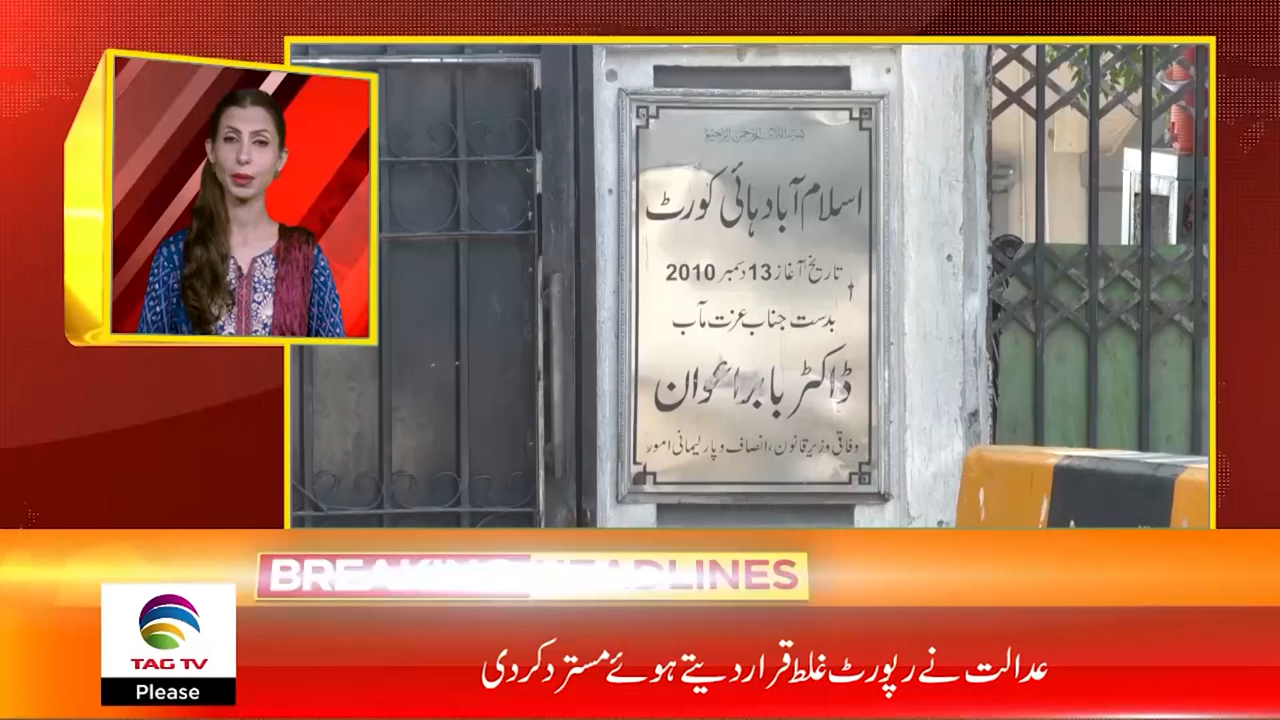 بسم اللہ الرحمن الرحیم
اسلام آباد ہائی کورٹ
تاریخ آغاز 13 دسمبر 2010
بدست جناب عزت مآب
ڈاکٹر بابر اعوان
وفاقی وزیر قانون، انصاف و پارلیمانی امور
BREAKING HEADLINES
عدالت نے رپورٹ غلط قرار دیتے ہوئے مسترد کر دی
TAG TV
Please